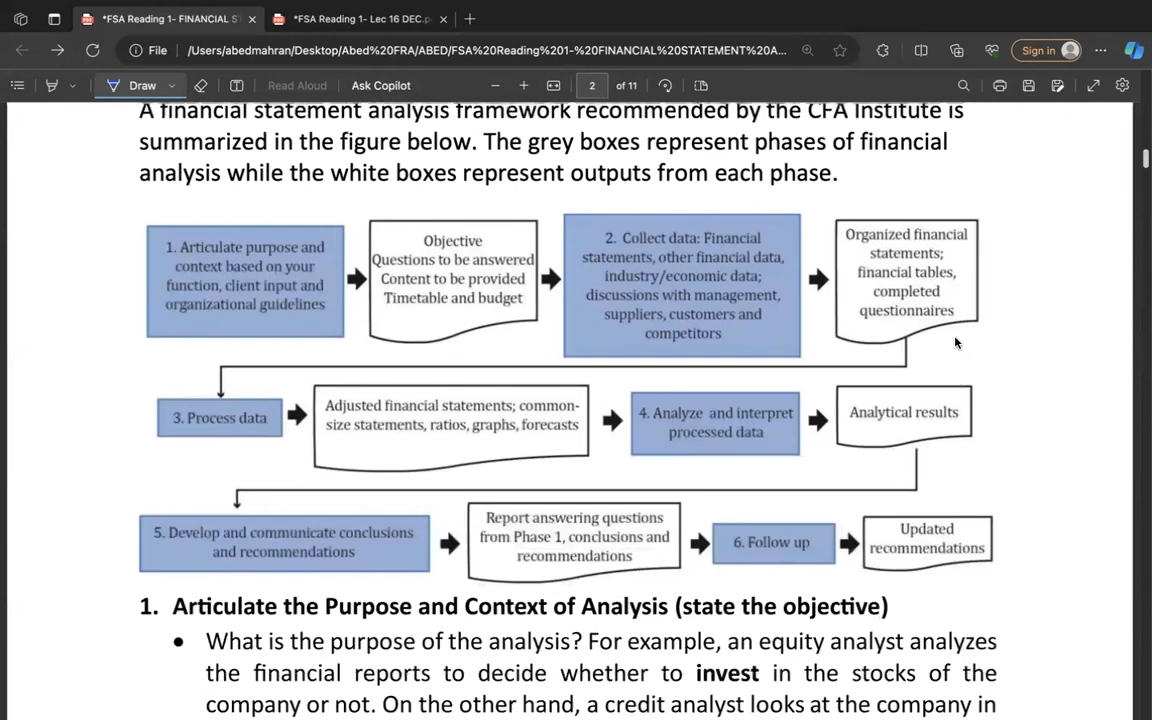 *FSA Reading 1- FINANCIAL S
*FSA Reading 1- Lec 16 DEC.p
File
/Users/abedmahran/Desktop/Abed%20FRA/ABED/FSA%20Reading%201-%20FINANCIAL%20STATEMENT%20A...
Sign in
Draw
Read Aloud
Ask Copilot
2
of 11
A financial statement analysis framework recommended by the CFA Institute is
summarized in the figure below. The grey boxes represent phases of financial
analysis while the white boxes represent outputs from each phase.
1. Articulate purpose and
context based on your
function, client input and
organizational guidelines
Objective
Questions to be answered
Content to be provided
Timetable and budget
2. Collect data: Financial
statements, other financial data,
industry/economic data;
discussions with management,
suppliers, customers and
competitors
Organized financial
statements;
financial tables,
completed
questionnaires
3. Process data
Adjusted financial statements; common-
size statements, ratios, graphs, forecasts
4. Analyze and interpret
processed data
Analytical results
5. Develop and communicate conclusions
and recommendations
Report answering questions
from Phase 1, conclusions and
recommendations
6. Follow up
Updated
recommendations
1. Articulate the Purpose and Context of Analysis (state the objective)
• What is the purpose of the analysis? For example, an equity analyst analyzes
the financial reports to decide whether to invest in the stocks of the
company or not. On the other hand, a credit analyst looks at the company in